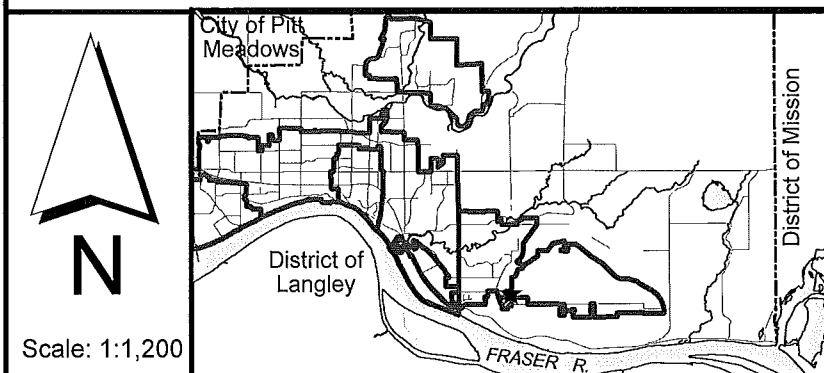 City of Pitt
Meadows
District of Mission
District of
Langley
N
Scale: 1:1,200
FRASER R.